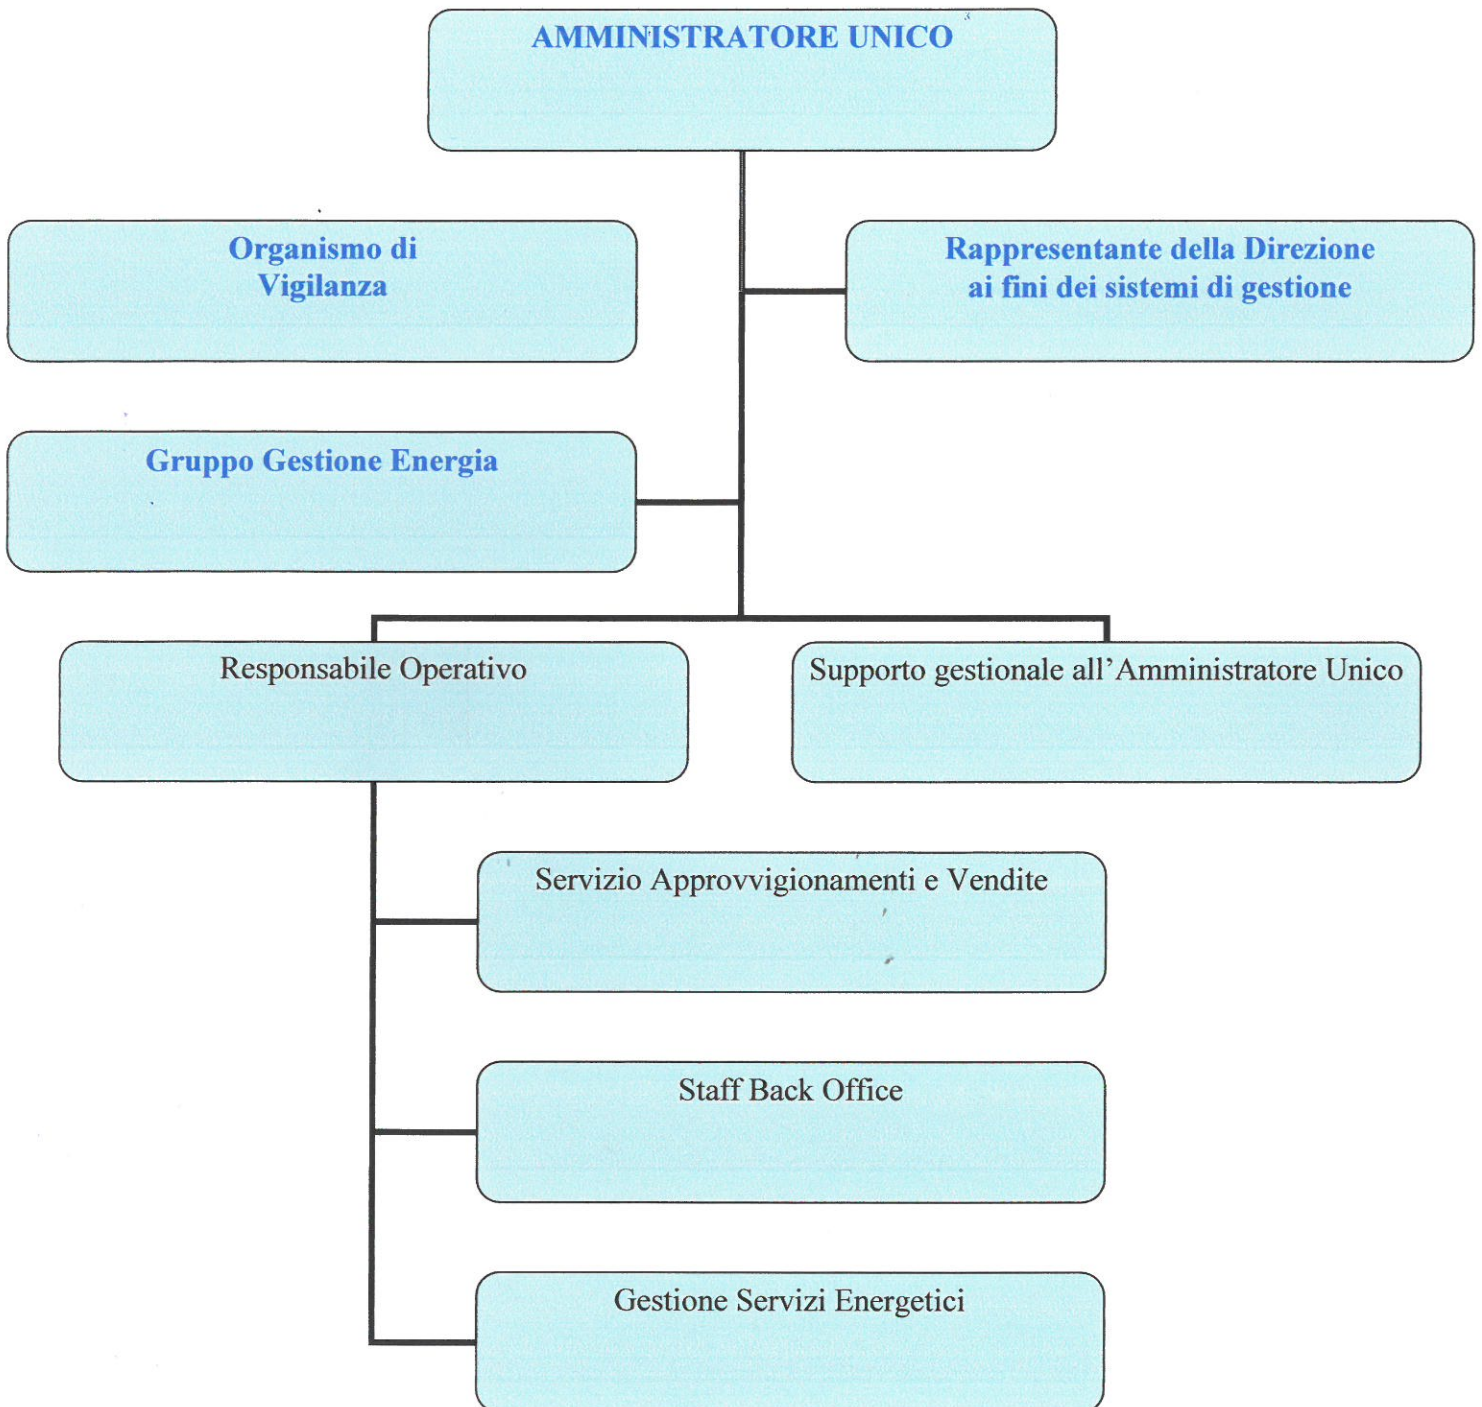 AMMINISTRATORE UNICO
Organismo di
Vigilanza
Rappresentante della Direzione
ai fini dei sistemi di gestione
Gruppo Gestione Energia
Responsabile Operativo
Supporto gestionale all’Amministratore Unico
Servizio Approvvigionamenti e Vendite
Staff Back Office
Gestione Servizi Energetici